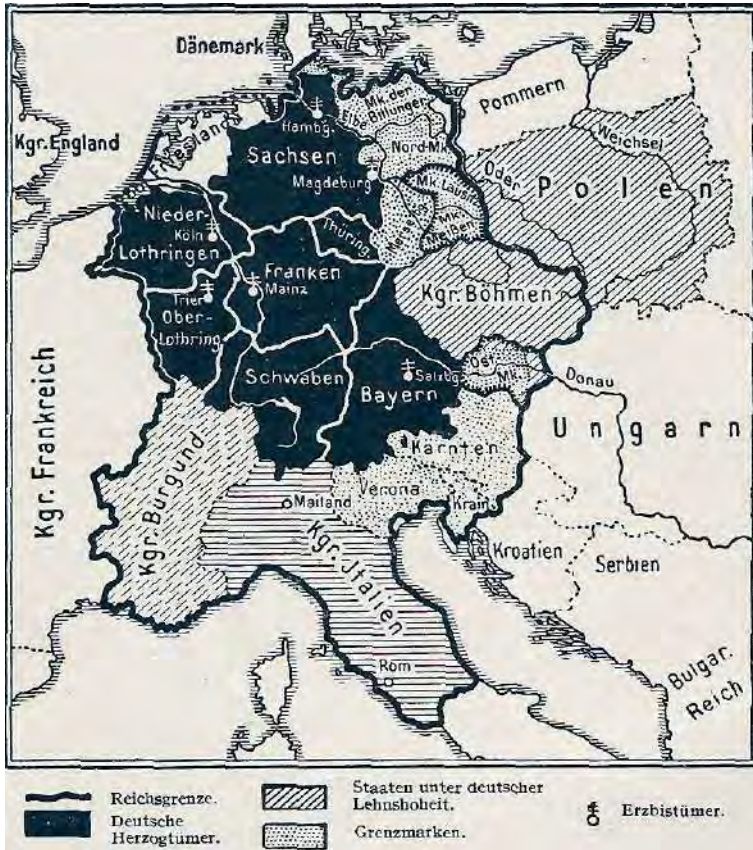 Dänemark
Kgr. England
Friesland
Hambg.
Elbe
Mk. der
Billunger
Pommern
Sachsen
Nord-Mk.
Weichsel
Oder
Polen
Magdeburg
Mk. Laus.
Mk.
Meißen
Nieder-
Köln
Lothringen
Thüring.
Franken
Mainz
Kgr. Böhmen
Trier
Ober-
Lothring.
Schwaben
Bayern
Salzbg.
Ost-
Mk.
Donau
Ungarn
Kgr. Frankreich
Kgr. Burgund
Kärnten
Verona
Krain
Mailand
Kgr. Italien
Kroatien
Serbien
Rom
Bulgar.
Reich
Reichsgrenze.
Deutsche
Herzogtümer.
Staaten unter deutscher
Lehnshoheit.
Grenzmarken.
Erzbistümer.